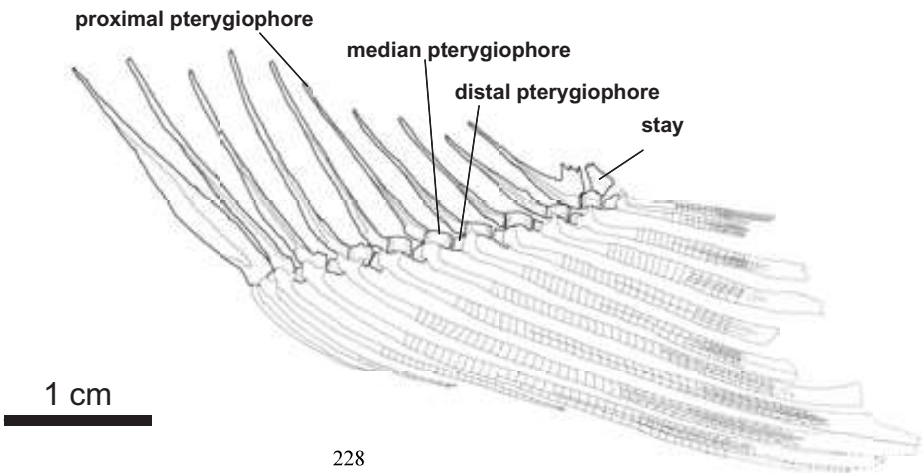 proximal pterygiophore
median pterygiophore
distal pterygiophore
stay
1 cm
228